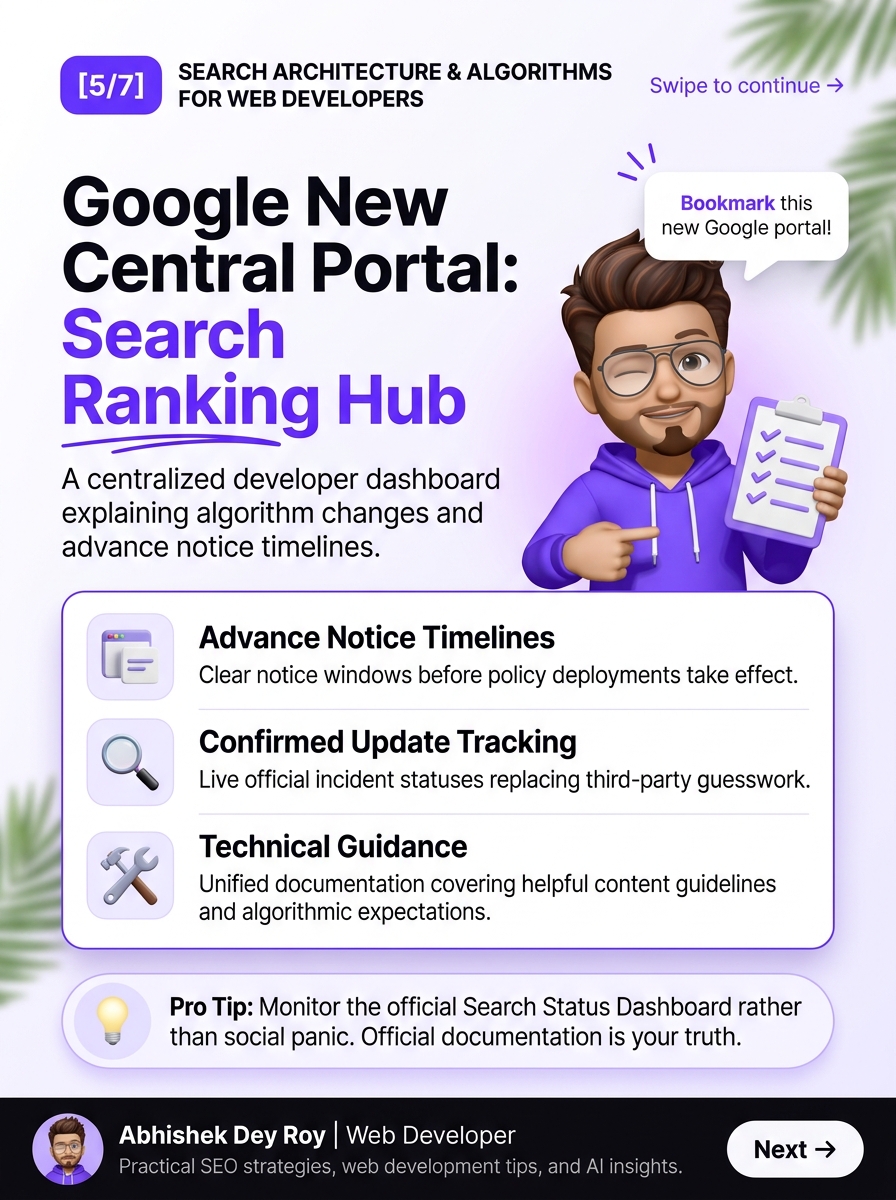 [5/7]
SEARCH ARCHITECTURE & ALGORITHMS
FOR WEB DEVELOPERS
Swipe to continue →
Google New
Central Portal:
Search
Ranking Hub
Bookmark this
new Google portal!
A centralized developer dashboard
explaining algorithm changes and
advance notice timelines.
Advance Notice Timelines
Clear notice windows before policy deployments take effect.
Confirmed Update Tracking
Live official incident statuses replacing third-party guesswork.
Technical Guidance
Unified documentation covering helpful content guidelines
and algorithmic expectations.
Pro Tip: Monitor the official Search Status Dashboard rather
than social panic. Official documentation is your truth.
Abhishek Dey Roy | Web Developer
Practical SEO strategies, web development tips, and AI insights.
Next →